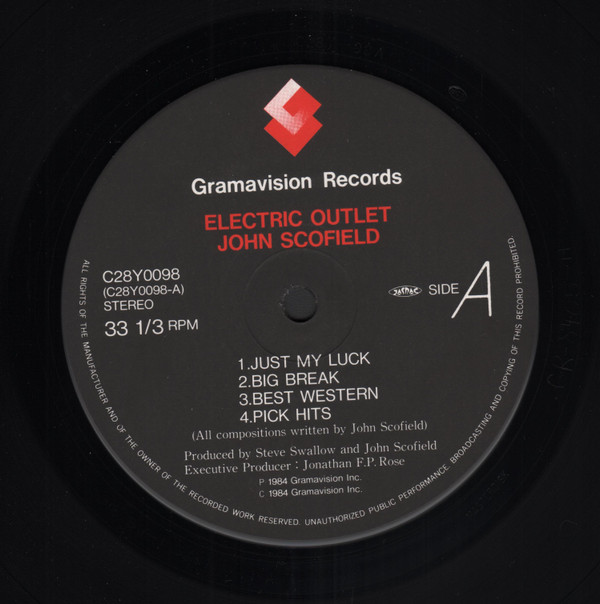 Gramavision Records
ELECTRIC OUTLET
JOHN SCOFIELD
C28Y0098
(C28Y0098-A)
STEREO
33 1/3 RPM
JASRAC
SIDE A
1.JUST MY LUCK
2.BIG BREAK
3.BEST WESTERN
4.PICK HITS
(All compositions written by John Scofield)
Produced by Steve Swallow and John Scofield
Executive Producer : Jonathan F.P. Rose
P 1984 Gramavision Inc.
C 1984 Gramavision Inc.
ALL RIGHTS OF THE MANUFACTURER AND OF THE OWNER OF THE RECORDED WORK RESERVED. UNAUTHORIZED PUBLIC PERFORMANCE, BROADCASTING AND COPYING OF THIS RECORD PROHIBITED.